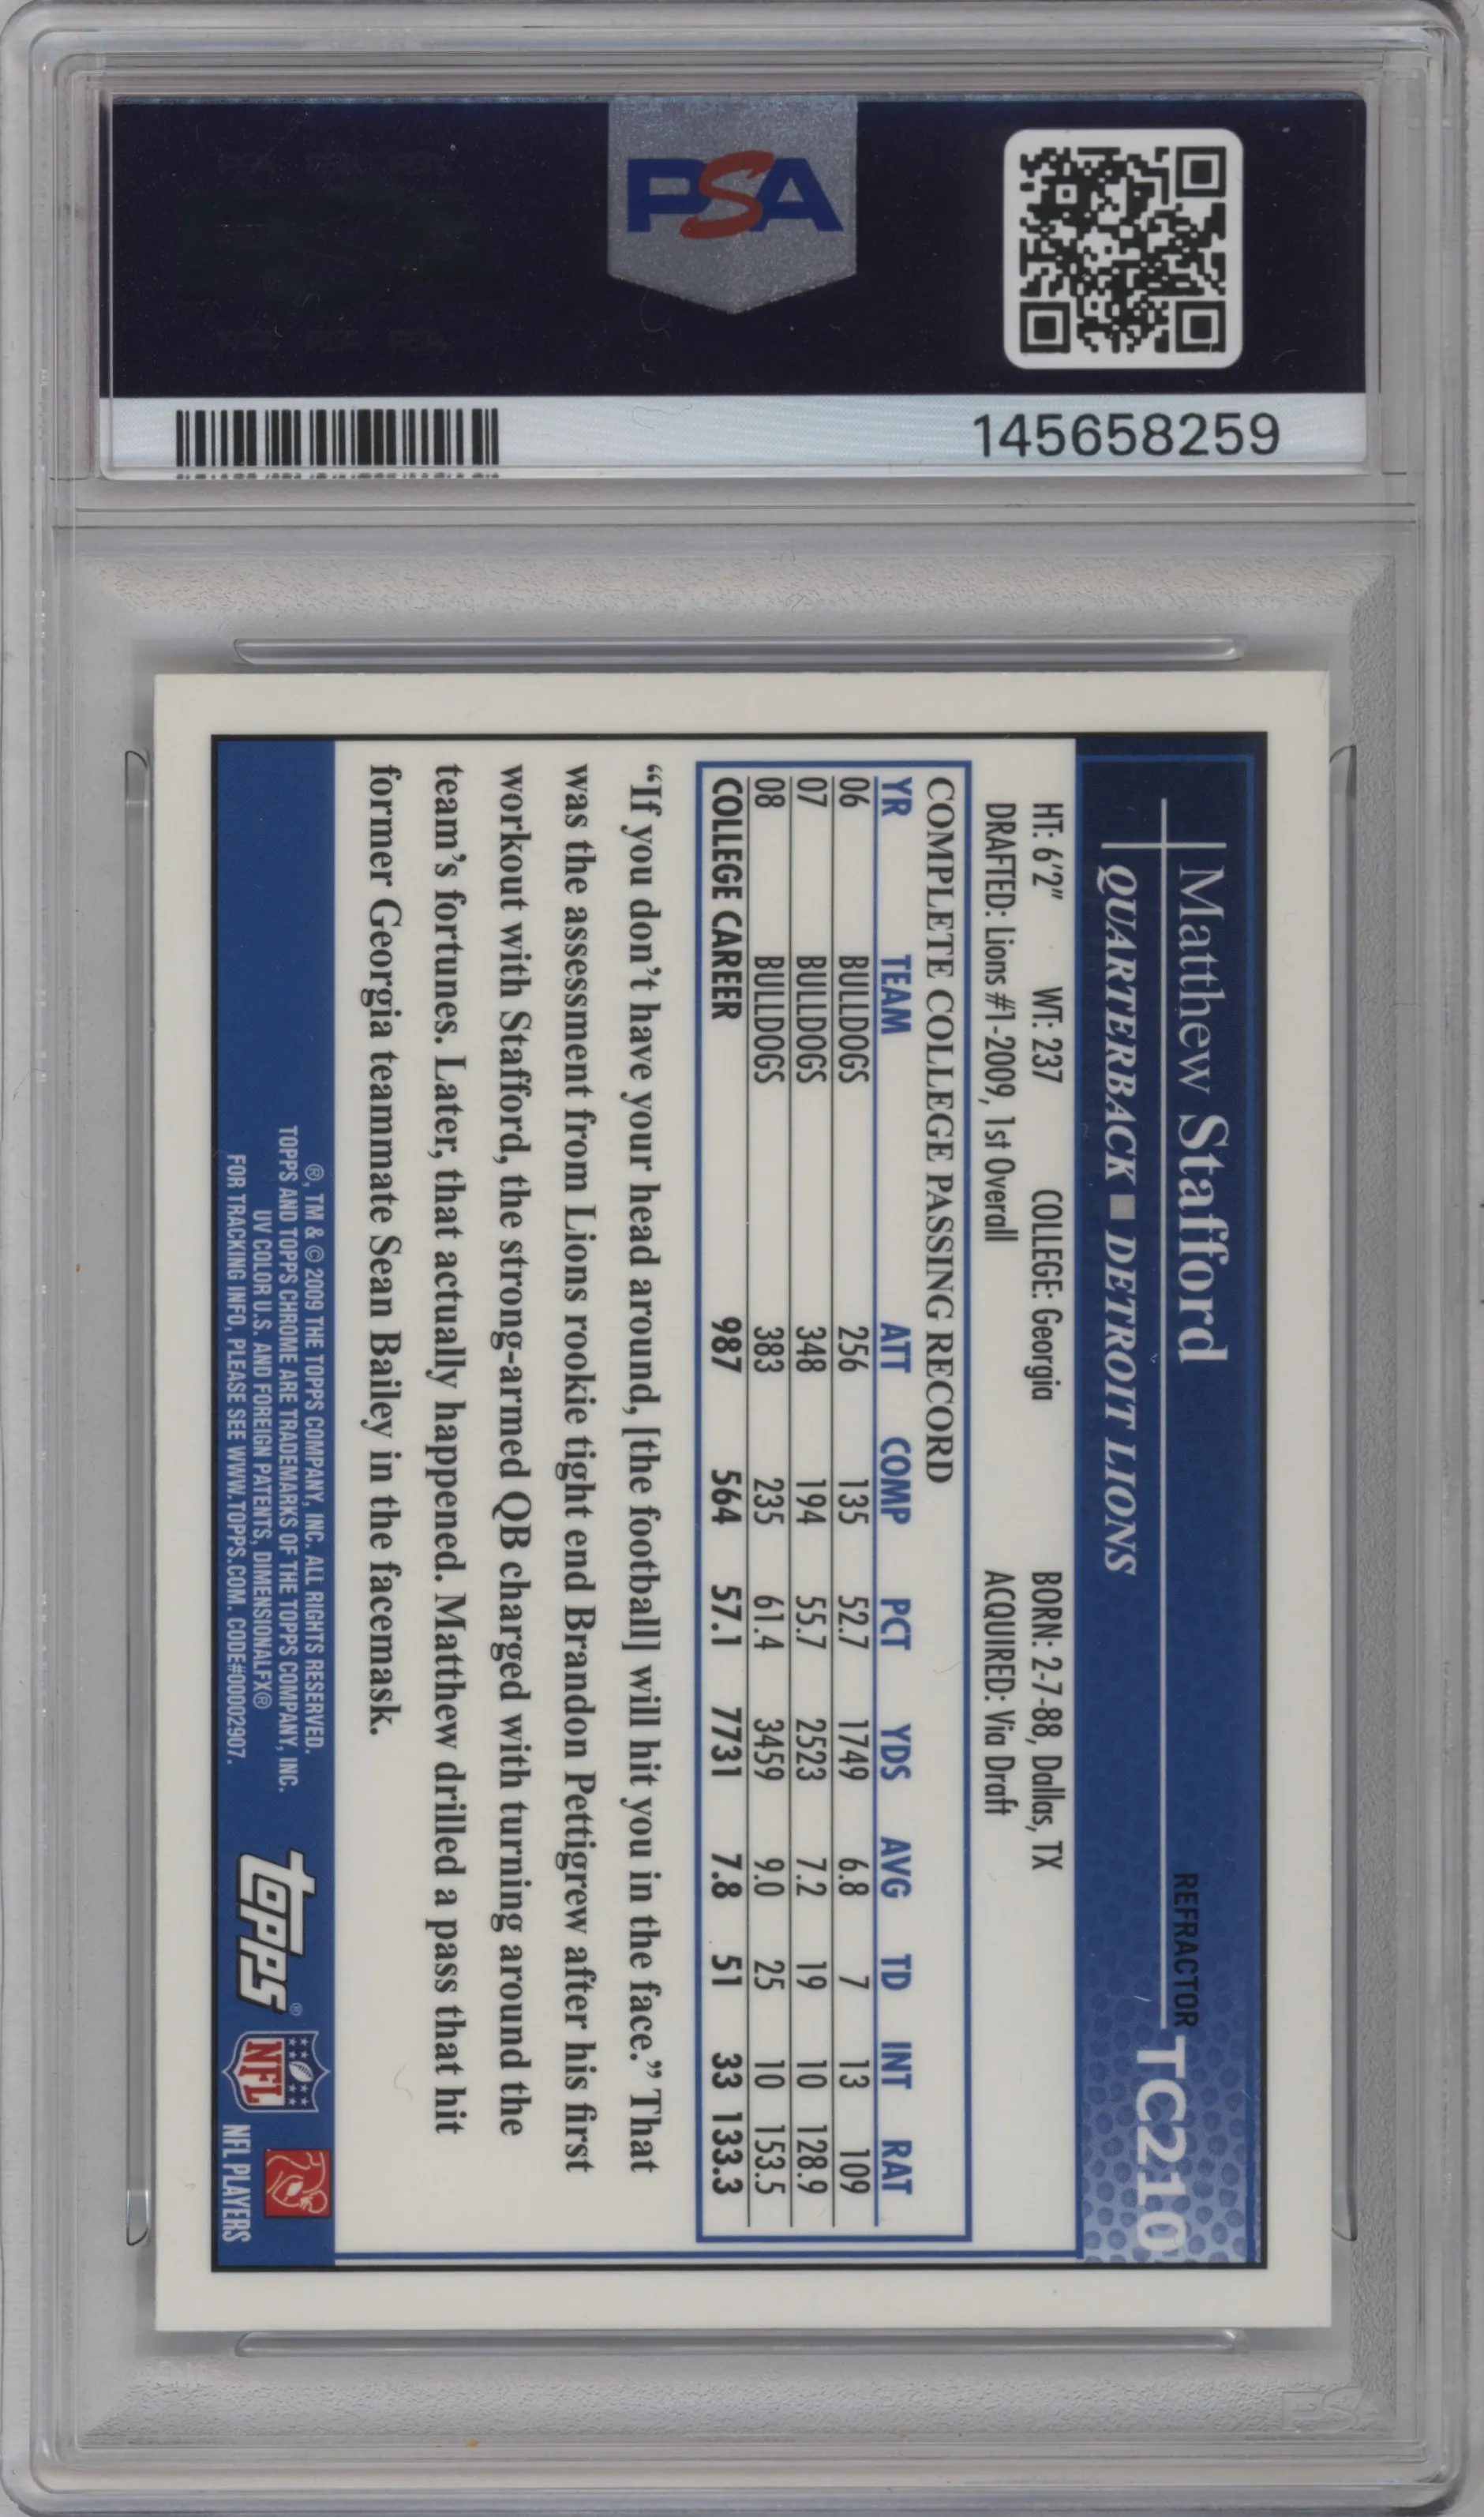 PSA
145658259
Matthew Stafford
REFRACTOR TC210
QUARTERBACK ■ DETROIT LIONS
HT: 6'2" WT: 237 COLLEGE: Georgia BORN: 2-7-88, Dallas, TX
DRAFTED: Lions #1-2009, 1st Overall ACQUIRED: Via Draft
COMPLETE COLLEGE PASSING RECORD
YR TEAM ATT COMP PCT YDS AVG TD INT RAT
06 BULLDOGS 256 135 52.7 1749 6.8 7 13 109
07 BULLDOGS 348 194 55.7 2523 7.2 19 10 128.9
08 BULLDOGS 383 235 61.4 3459 9.0 25 10 153.5
COLLEGE CAREER 987 564 57.1 7731 7.8 51 33 133.3
“If you don’t have your head around, [the football] will hit you in the face.” That
was the assessment from Lions rookie tight end Brandon Pettigrew after his first
workout with Stafford, the strong-armed QB charged with turning around the
team’s fortunes. Later, that actually happened. Matthew drilled a pass that hit
former Georgia teammate Sean Bailey in the facemask.
®, TM & © 2009 THE TOPPS COMPANY, INC. ALL RIGHTS RESERVED.
TOPPS AND TOPPS CHROME ARE TRADEMARKS OF THE TOPPS COMPANY, INC.
UV COLOR U.S. AND FOREIGN PATENTS, DIMENSIONALFX®
FOR TRACKING INFO, PLEASE SEE WWW.TOPPS.COM. CODE#00002907.
topps®
NFL
NFL PLAYERS
PSA